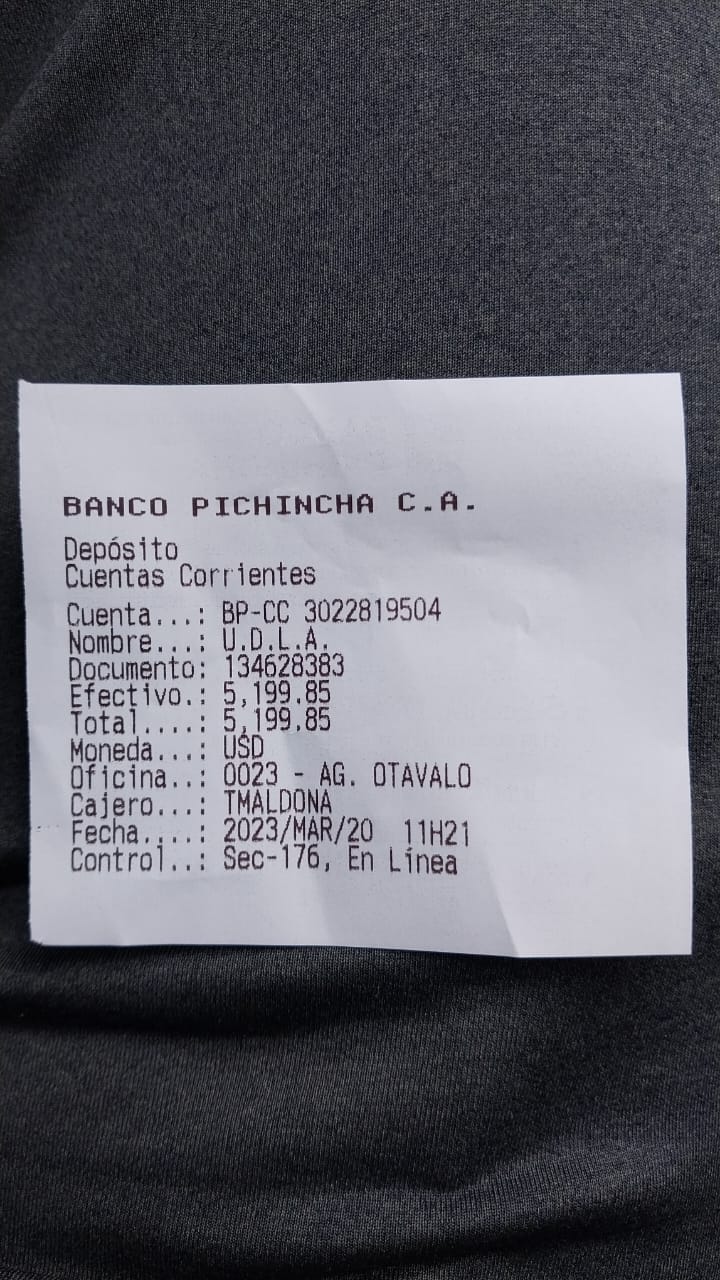 BANCO PICHINCHA C.A.
Depósito
Cuentas Corrientes
Cuenta...: BP-CC 3022819504
Nombre...: U.D.L.A.
Documento: 134628383
Efectivo.: 5,199.85
Total....: 5,199.85
Moneda...: USD
Oficina..: 0023 - AG. OTAVALO
Cajero...: TMALDONA
Fecha....: 2023/MAR/20  11H21
Control..: Sec-176, En Línea